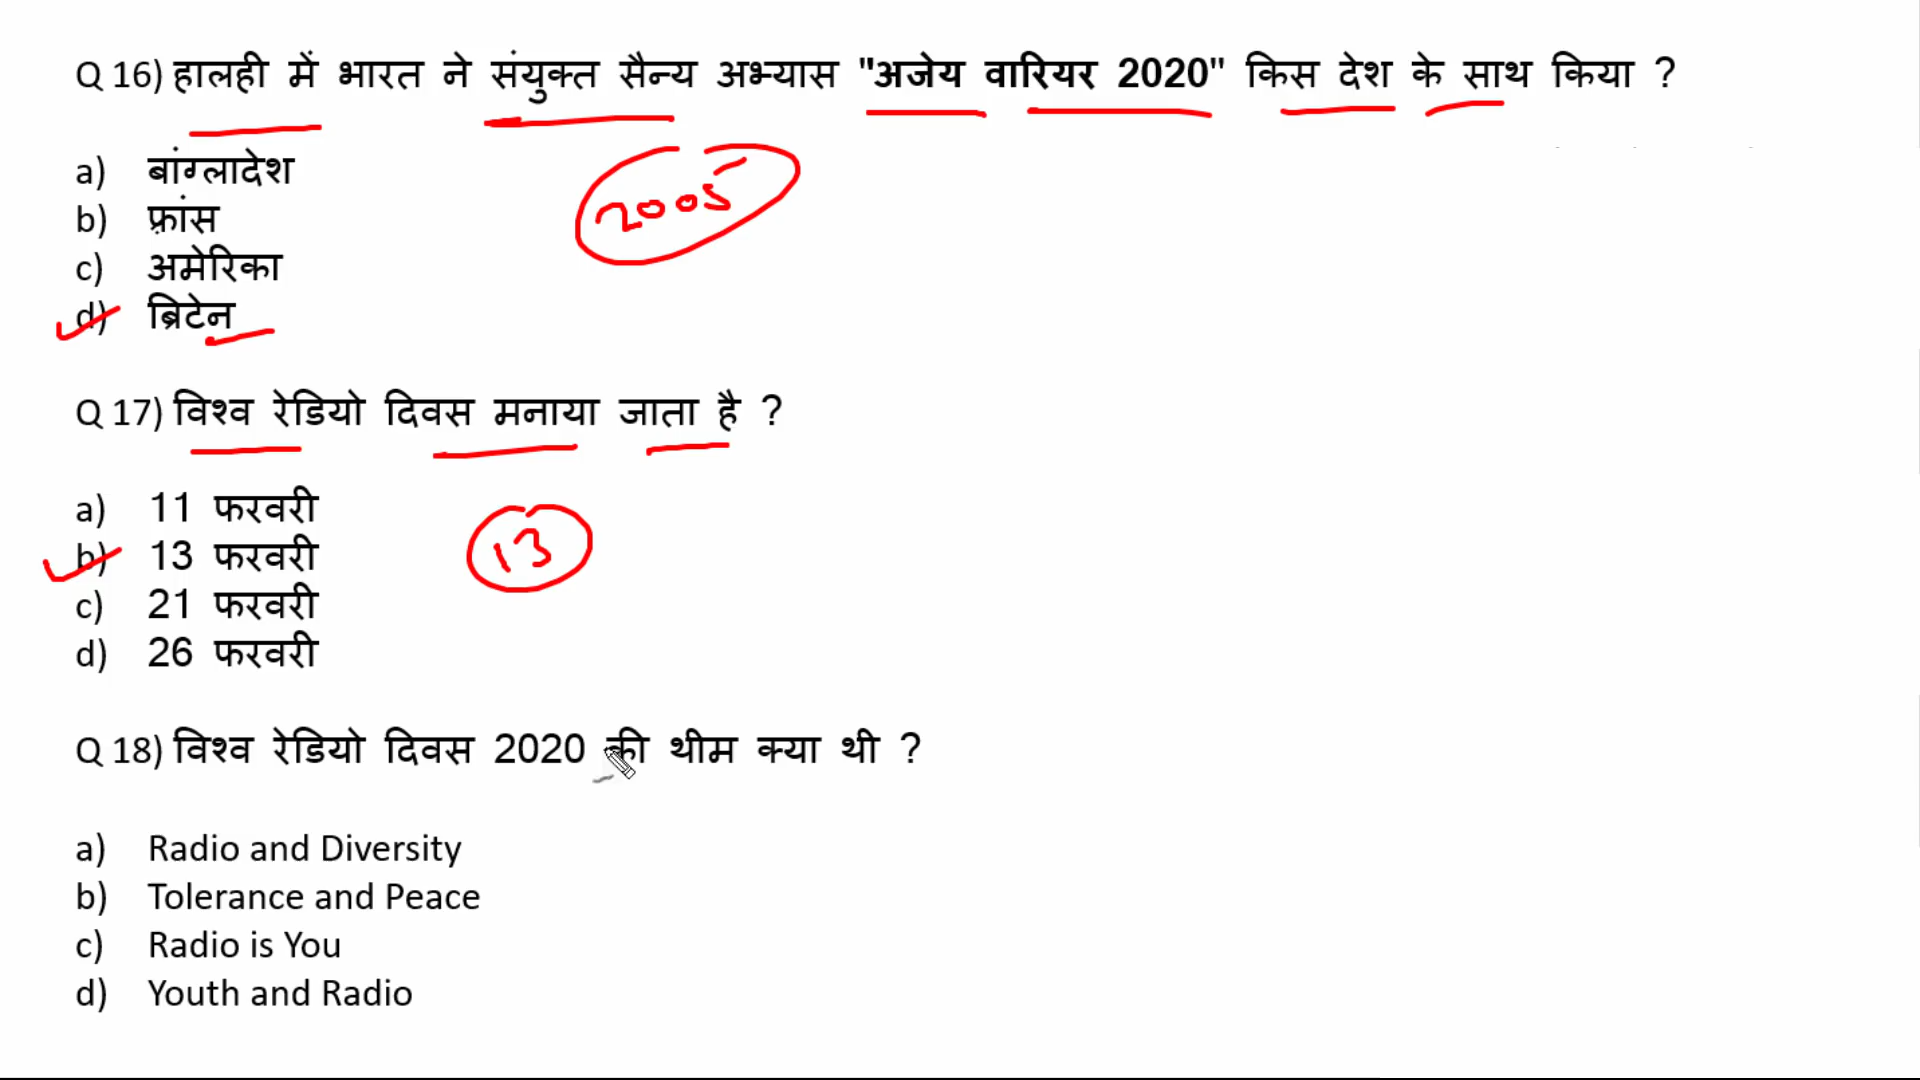 Q 16) हालही में भारत ने संयुक्त सैन्य अभ्यास "अजेय वारियर 2020" किस देश के साथ किया ?
a) बांग्लादेश
2005
b) फ़्रांस
c) अमेरिका
d) ब्रिटेन
Q 17) विश्व रेडियो दिवस मनाया जाता है ?
a) 11 फरवरी
b) 13 फरवरी
13
c) 21 फरवरी
d) 26 फरवरी
Q 18) विश्व रेडियो दिवस 2020 की थीम क्या थी ?
a) Radio and Diversity
b) Tolerance and Peace
c) Radio is You
d) Youth and Radio